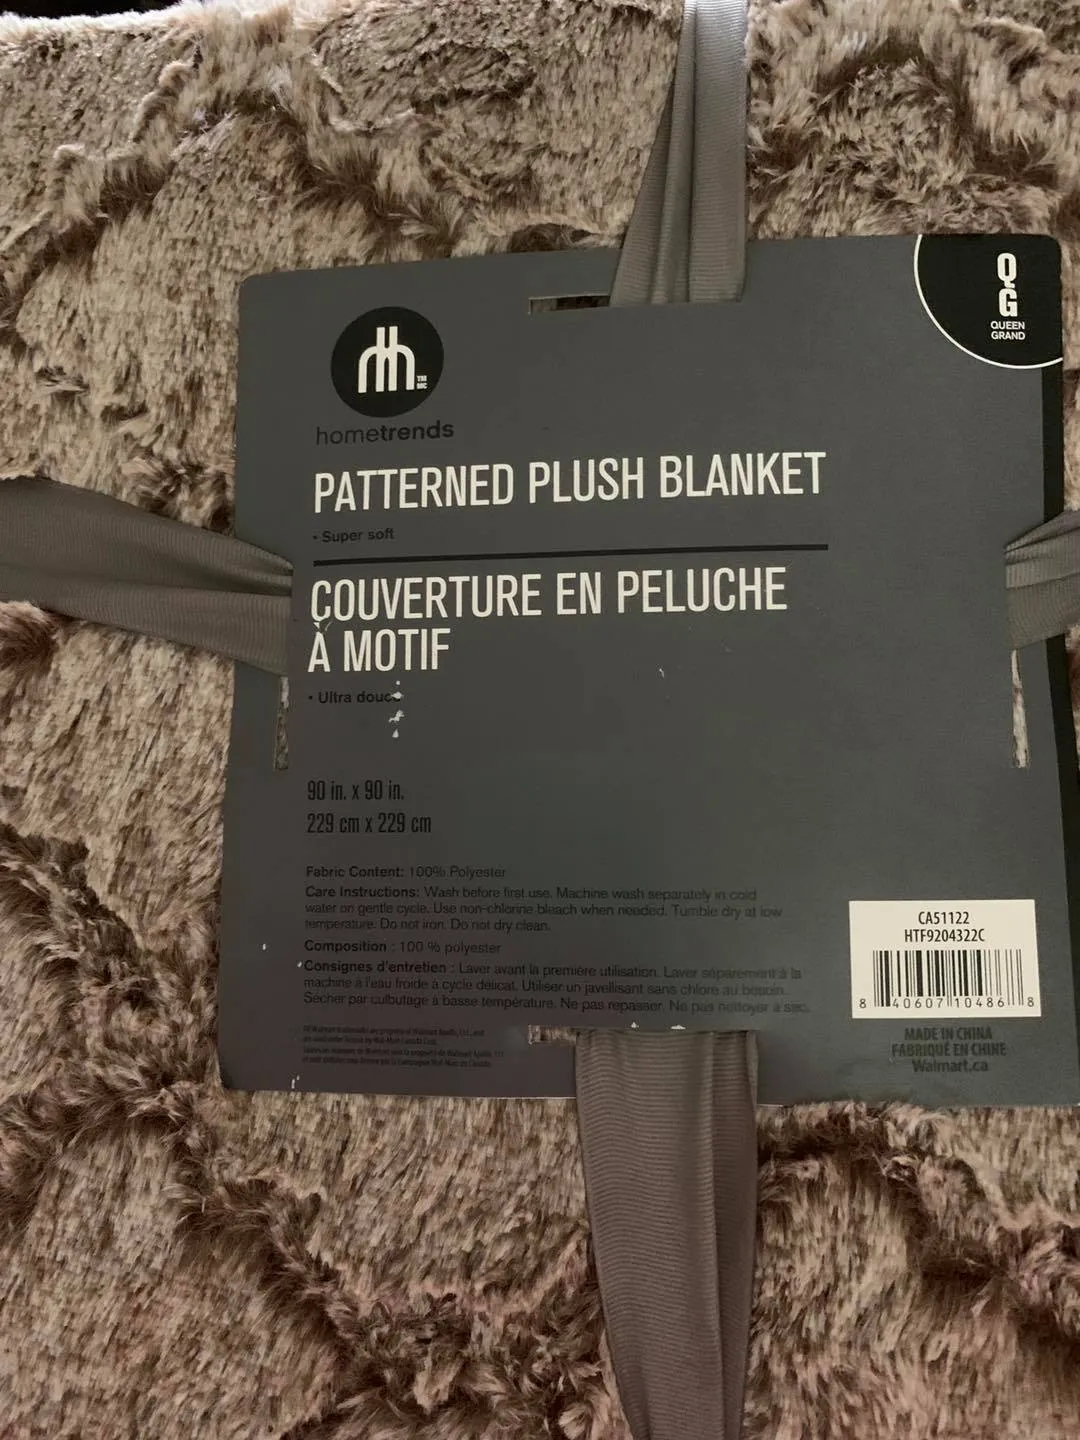 Q
G
QUEEN
GRAND
TM
MC
hometrends
PATTERNED PLUSH BLANKET
• Super soft
COUVERTURE EN PELUCHE
À MOTIF
• Ultra douce
90 in. x 90 in.
229 cm x 229 cm
Fabric Content: 100% Polyester
Care Instructions: Wash before first use. Machine wash separately in cold
water on gentle cycle. Use non-chlorine bleach when needed. Tumble dry at low
temperature. Do not iron. Do not dry clean.
Composition : 100 % polyester
Consignes d'entretien : Laver avant la première utilisation. Laver séparément à la
machine à l'eau froide à cycle délicat. Utiliser un javellisant sans chlore au besoin.
Sécher par culbutage à basse température. Ne pas repasser. Ne pas nettoyer à sec.
CA51122
HTF9204322C
8 40607 10486 8
MADE IN CHINA
FABRIQUÉ EN CHINE
Walmart.ca